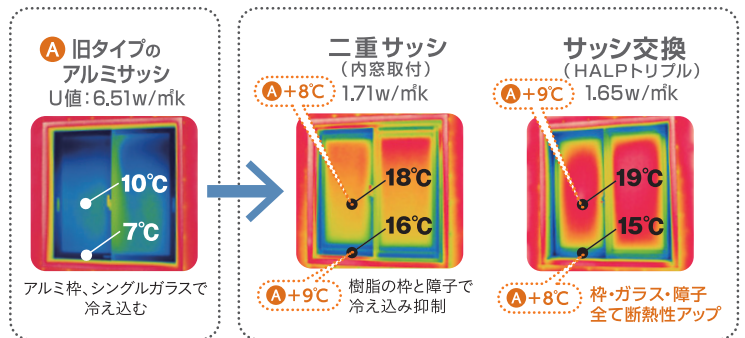 A 旧タイプの
アルミサッシ
U値：6.51w/㎡k
10℃
7℃
アルミ枠、シングルガラスで
冷え込む
二重サッシ
（内窓取付）
1.71w/㎡k
A+8℃
18℃
16℃
A+9℃
樹脂の枠と障子で
冷え込み抑制
サッシ交換
（HALPトリプル）
1.65w/㎡k
A+9℃
19℃
15℃
A+8℃
枠・ガラス・障子
全て断熱性アップ